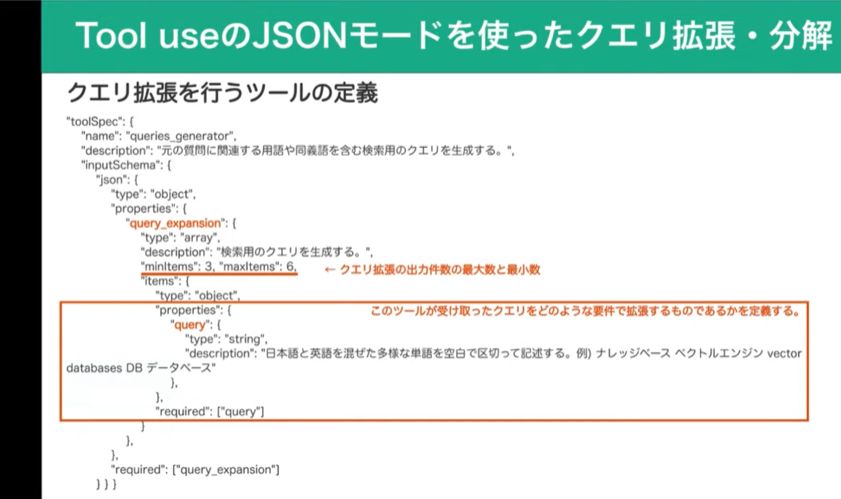 Tool useのJSONモードを使ったクエリ拡張・分解
クエリ拡張を行うツールの定義
"toolSpec": {
"name": "queries_generator",
"description": "元の質問に関連する用語や同義語を含む検索用のクエリを生成する。",
"inputSchema": {
"json": {
"type": "object",
"properties": {
"query_expansion": {
"type": "array",
"description": "検索用のクエリを生成する。",
"minItems": 3, "maxItems": 6, ← クエリ拡張の出力件数の最大数と最小数
"items": {
"type": "object",
"properties": { このツールが受け取ったクエリをどのような要件で拡張するものであるかを定義する。
"query": {
"type": "string",
"description": "日本語と英語を混ぜた多様な単語を空白で区切って記述する。例) ナレッジベース ベクトルエンジン vector
databases DB データベース"
},
},
"required": ["query"]
}
},
},
"required": ["query_expansion"]
} } }